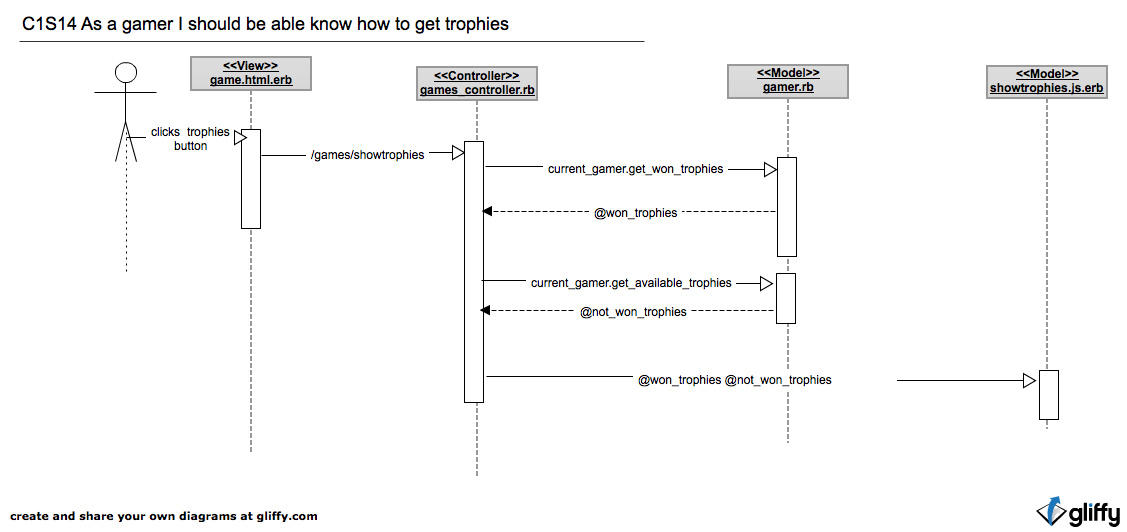 C1S14 As a gamer I should be able know how to get trophies
<<View>>
game.html.erb
<<Controller>>
games_controller.rb
<<Model>>
gamer.rb
<<Model>>
showtrophies.js.erb
clicks trophies
button
/games/showtrophies
current_gamer.get_won_trophies
@won_trophies
current_gamer.get_available_trophies
@not_won_trophies
@won_trophies @not_won_trophies
create and share your own diagrams at gliffy.com
gliffy